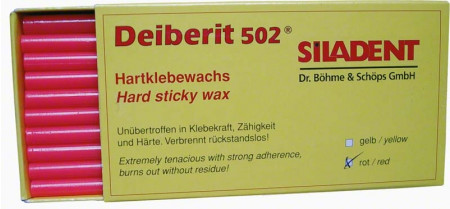 Deiberit 502®
SILADENT
Dr. Böhme & Schöps GmbH
Hartklebewachs
Hard sticky wax
Unübertroffen in Klebekraft, Zähigkeit
und Härte. Verbrennt rückstandslos!
Extremely tenacious with strong adherence,
burns out without residue!
gelb / yellow
rot / red